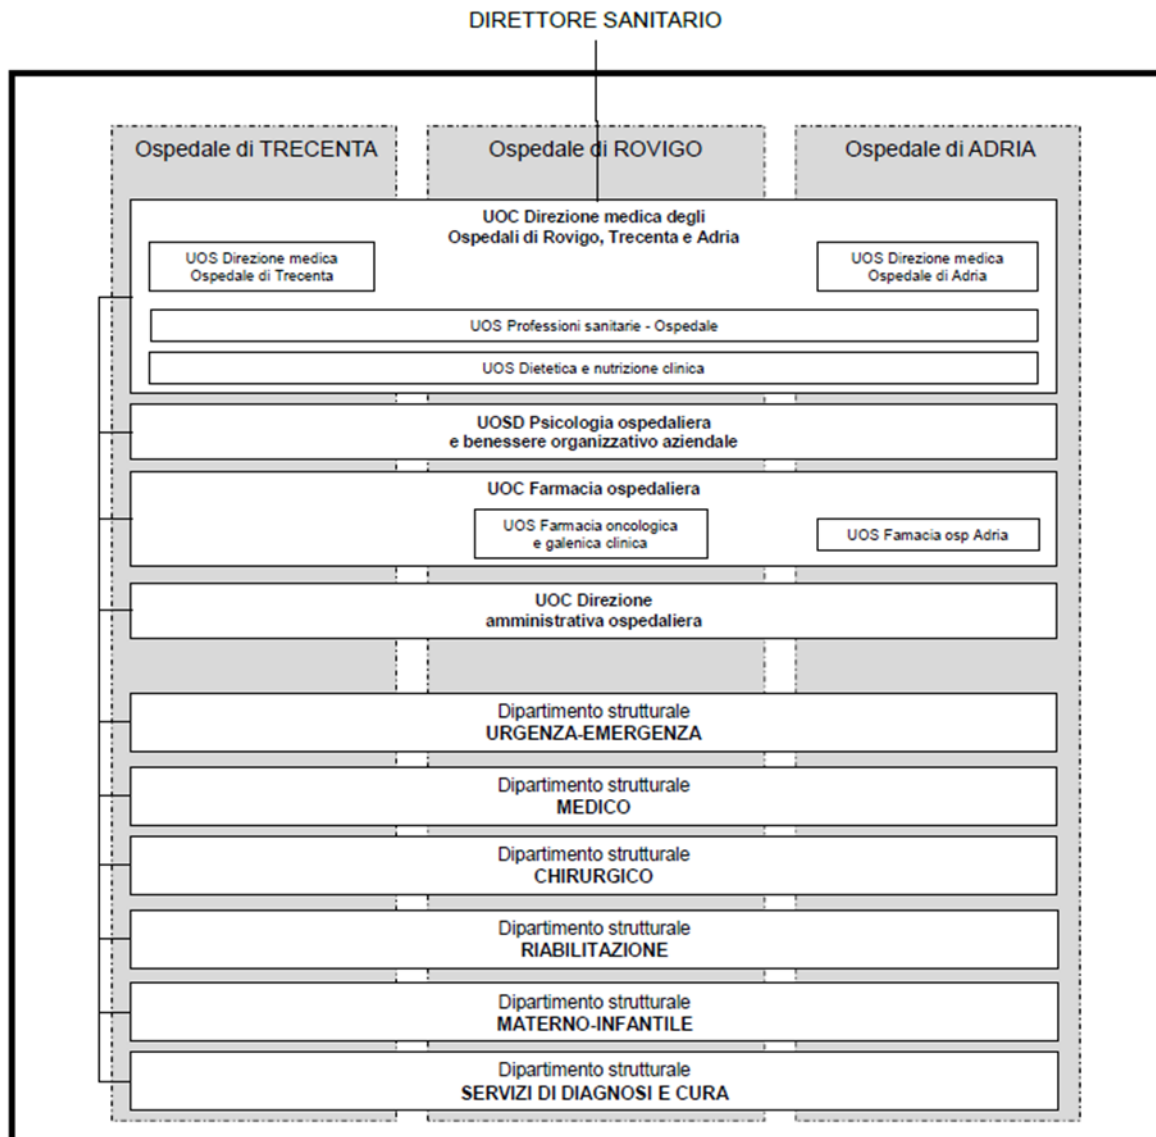 DIRETTORE SANITARIO
Ospedale di TRECENTA
Ospedale di ROVIGO
Ospedale di ADRIA
UOC Direzione medica degli
Ospedali di Rovigo, Trecenta e Adria
UOS Direzione medica
Ospedale di Trecenta
UOS Direzione medica
Ospedale di Adria
UOS Professioni sanitarie - Ospedale
UOS Dietetica e nutrizione clinica
UOSD Psicologia ospedaliera
e benessere organizzativo aziendale
UOC Farmacia ospedaliera
UOS Farmacia oncologica
e galenica clinica
UOS Famacia osp Adria
UOC Direzione
amministrativa ospedaliera
Dipartimento strutturale
URGENZA-EMERGENZA
Dipartimento strutturale
MEDICO
Dipartimento strutturale
CHIRURGICO
Dipartimento strutturale
RIABILITAZIONE
Dipartimento strutturale
MATERNO-INFANTILE
Dipartimento strutturale
SERVIZI DI DIAGNOSI E CURA